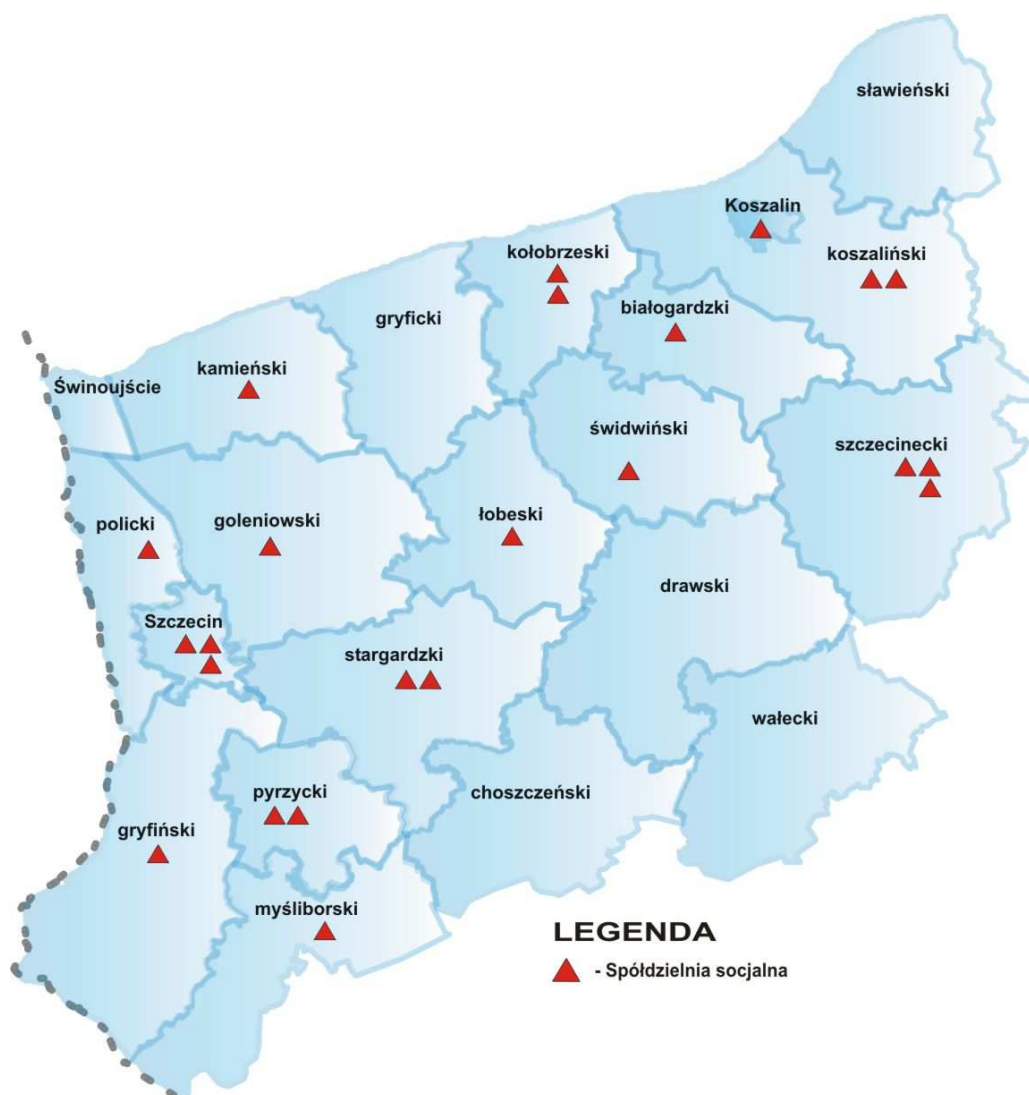 sławieński
Koszalin
kołobrzeski
koszaliński
białogardzki
gryficki
kamieński
Świnoujście
świdwiński
szczecinecki
policki
goleniowski
łobeski
drawski
Szczecin
stargardzki
wałecki
pyrzycki
choszczeński
gryfiński
myśliborski
LEGENDA
- Spółdzielnia socjalna